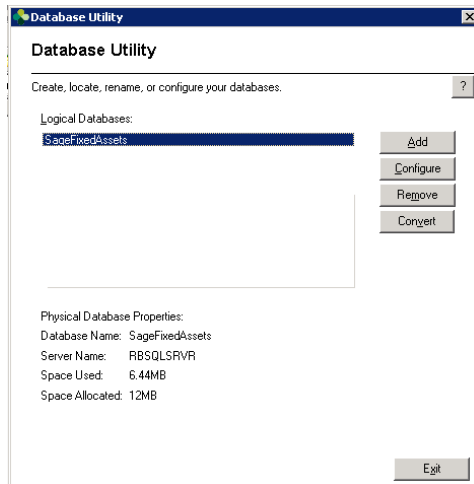 Database Utility
Database Utility
Create, locate, rename, or configure your databases.
?
Logical Databases:
SageFixedAssets
Add
Configure
Remove
Convert
Physical Database Properties:
Database Name: SageFixedAssets
Server Name: RBSQLSRVR
Space Used: 6.44MB
Space Allocated: 12MB
Exit